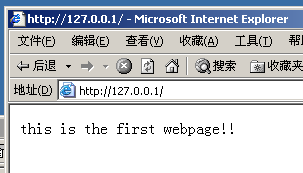 http://127.0.0.1/ - Microsoft Internet Explorer
文件(F) 编辑(E) 查看(V) 收藏(A) 工具(T) 帮
后退 搜索 收藏夹
地址(D) http://127.0.0.1/
this is the first webpage!!